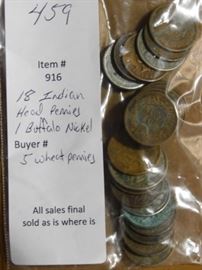 459
Item #
916
18 Indian
Head Pennies
1 Buffalo Nickel
Buyer #
5 wheat pennies
All sales final
sold as is where is